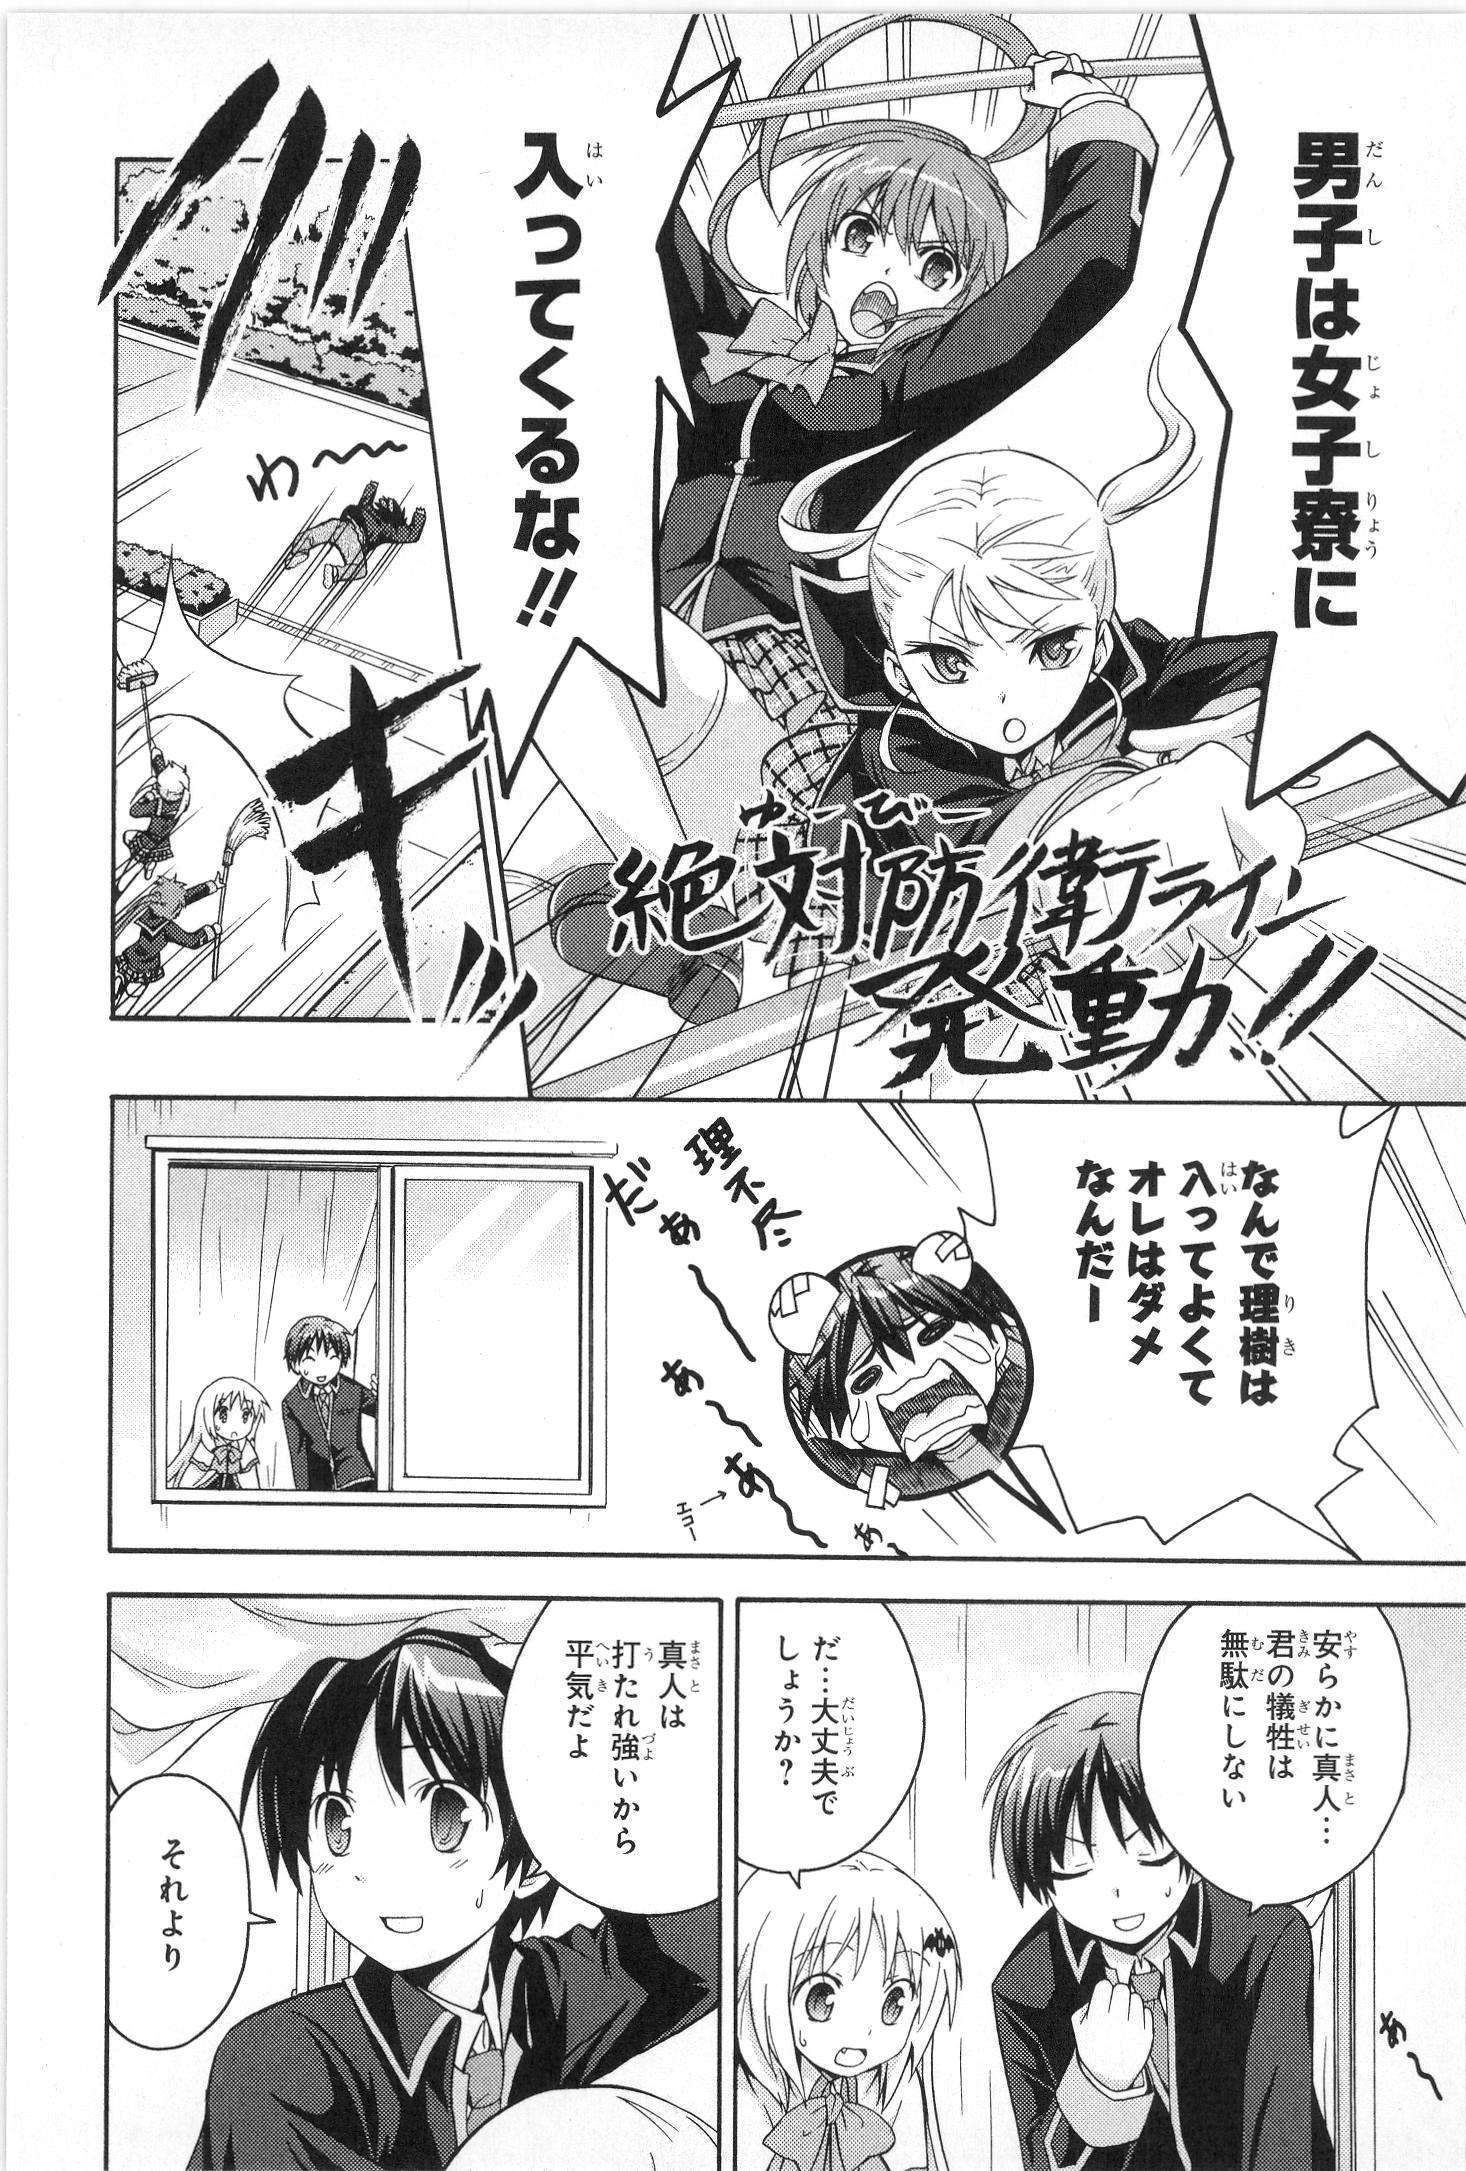 男子は女子寮に
入ってくるな!!
ゆーびー
絶対防衛ライン
発動!!
わ〜〜
なんで理樹は
入ってよくて
オレはダメ
なんだー
理不尽
だぁ〜
あ〜
あ〜
あ〜
エコー→
安らかに真人…
君の犠牲は
無駄にしない
あ〜
だ…大丈夫で
しょうか?
真人は
打たれ強いから
平気だよ
それより